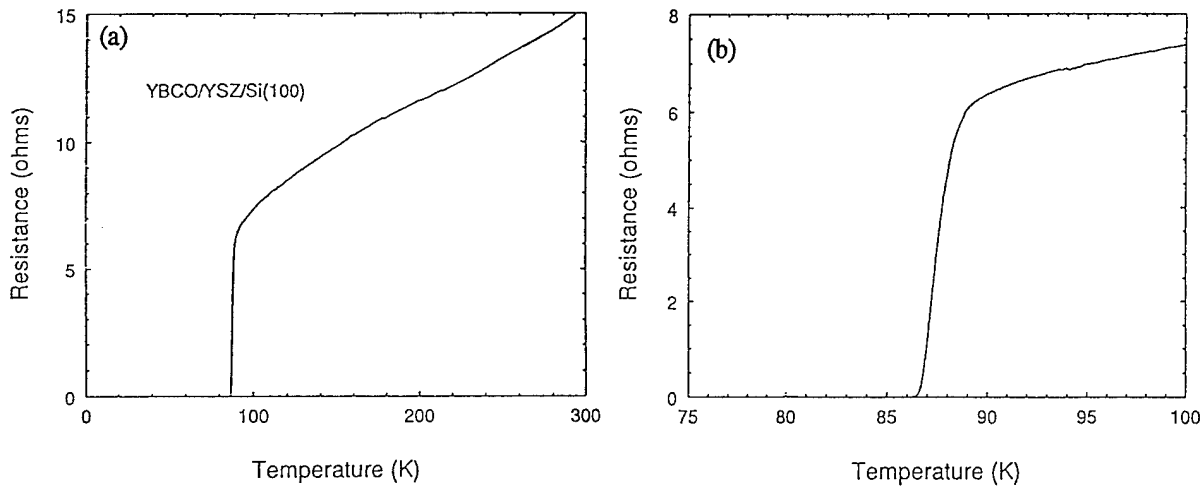 (a)
YBCO/YSZ/Si(100)
Resistance (ohms)
15
10
5
0
0
100
200
300
Temperature (K)
(b)
Resistance (ohms)
8
6
4
2
0
75
80
85
90
95
100
Temperature (K)